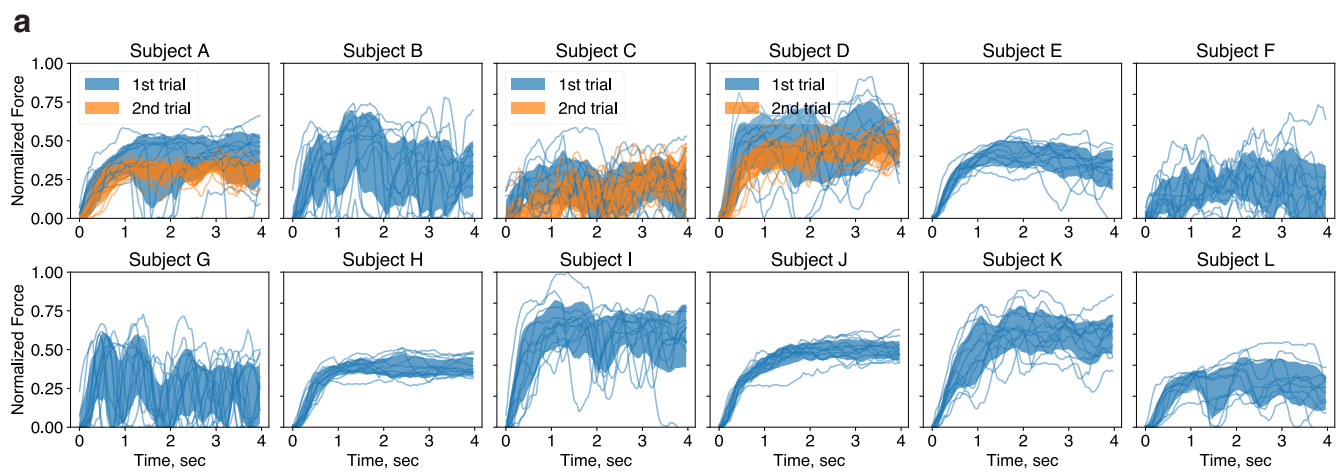 a
Subject A Subject B Subject C Subject D Subject E Subject F
Normalized Force
1.00
0.75
0.50
0.25
0.00
1st trial
2nd trial
1st trial
2nd trial
1st trial
2nd trial
0 1 2 3 4 0 1 2 3 4 0 1 2 3 4 0 1 2 3 4 0 1 2 3 4 0 1 2 3 4
Subject G Subject H Subject I Subject J Subject K Subject L
Normalized Force
1.00
0.75
0.50
0.25
0.00
0 1 2 3 4 0 1 2 3 4 0 1 2 3 4 0 1 2 3 4 0 1 2 3 4 0 1 2 3 4
Time, sec Time, sec Time, sec Time, sec Time, sec Time, sec